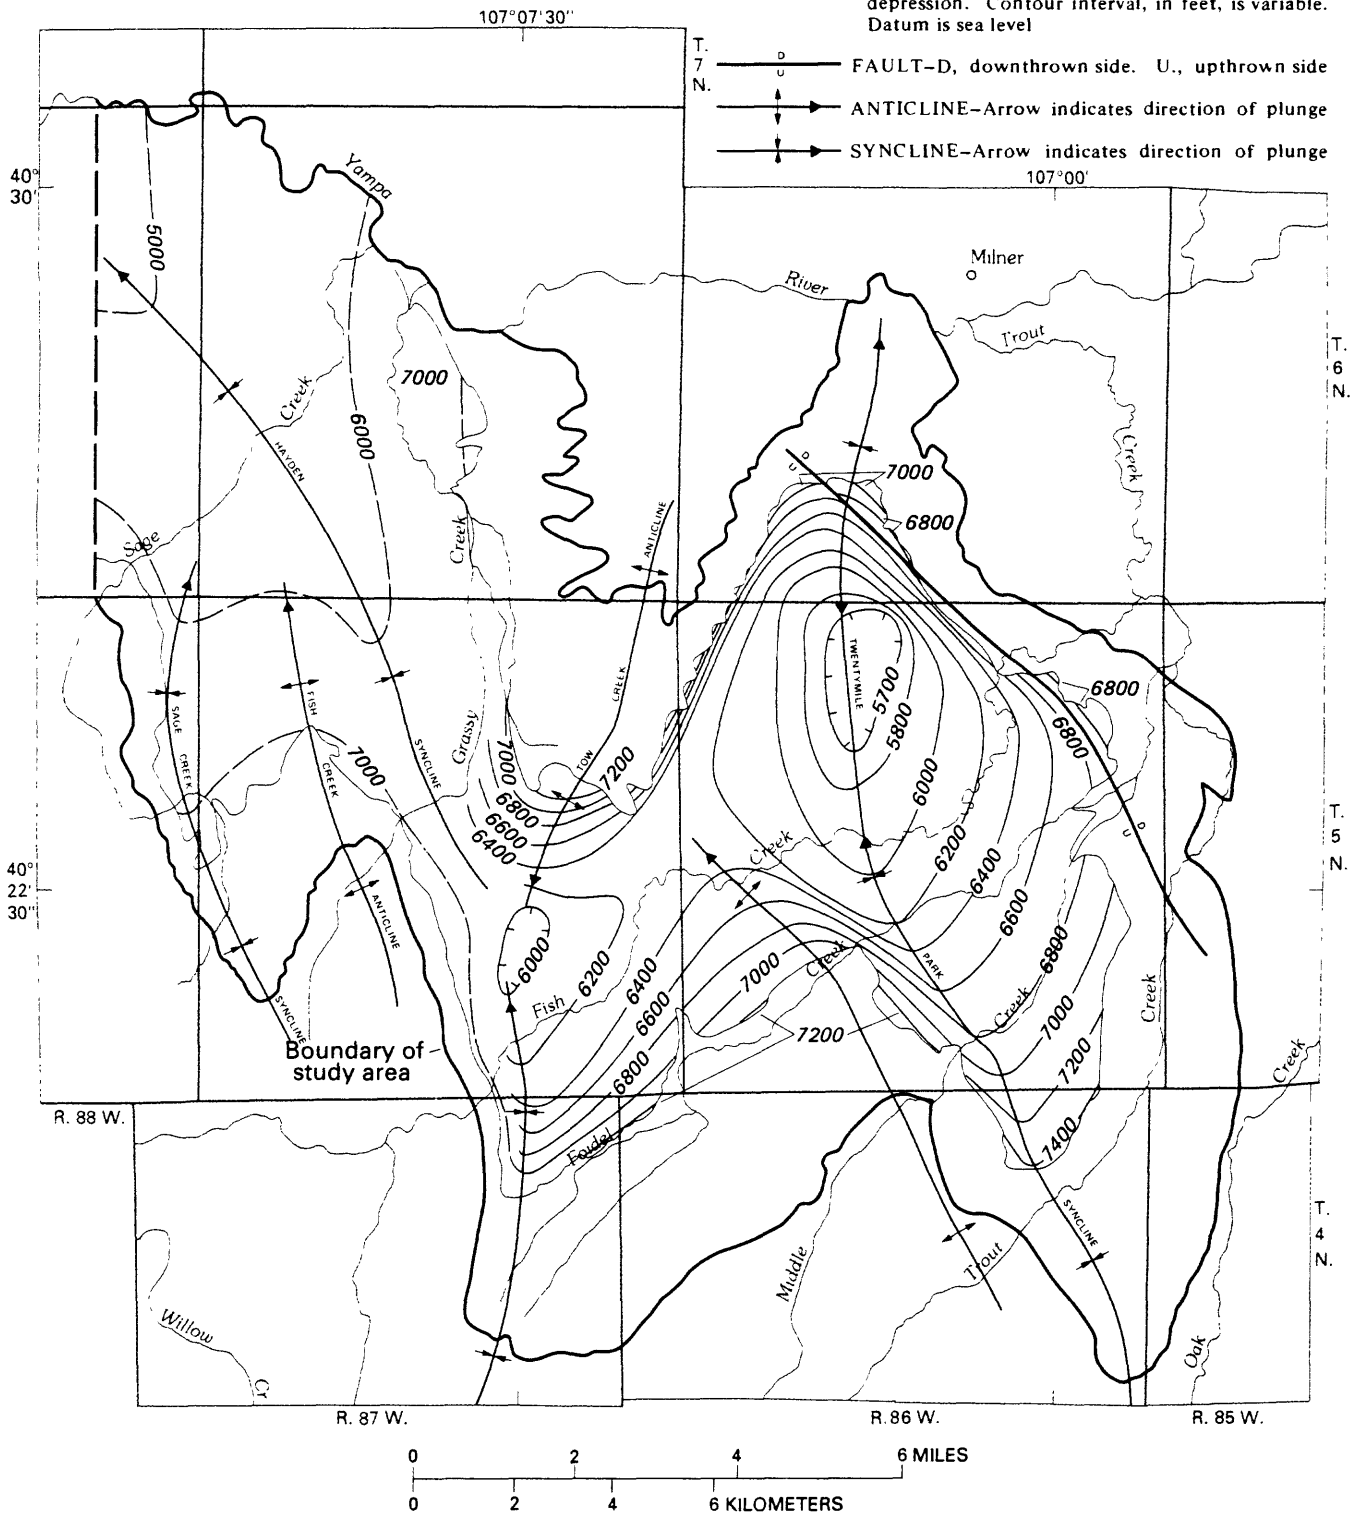 depression. Contour interval, in feet, is variable.
Datum is sea level
D
U
FAULT–D, downthrown side. U., upthrown side
ANTICLINE–Arrow indicates direction of plunge
SYNCLINE–Arrow indicates direction of plunge
107°07'30"
T.
7
N.
107°00'
40°
30'
Yampa
River
Milner
Trout
Creek
T.
6
N.
5000
7000
6000
Creek
HAYDEN
SYNCLINE
Sage
Creek
ANTICLINE
CREEK
TOW
D
U
7000
6800
TWENTYMILE
5700
5800
6000
6200
6400
6600
6800
6800
6800
7000
7200
7400
SAGE
CREEK
SYNCLINE
FISH
CREEK
ANTICLINE
7000
Grassy
7000
6800
6600
6400
7200
D
U
T.
5
N.
40°
22'
30"
Creek
PARK
Creek
Creek
Creek
Creek
6000
6200
6400
6600
6800
7000
7200
Fish
Foidel
Boundary of
study area
R. 88 W.
SYNCLINE
T.
4
N.
Middle
Trout
Oak
Willow
Cr
R. 87 W.
R. 86 W.
R. 85 W.
0 2 4 6 MILES
0 2 4 6 KILOMETERS